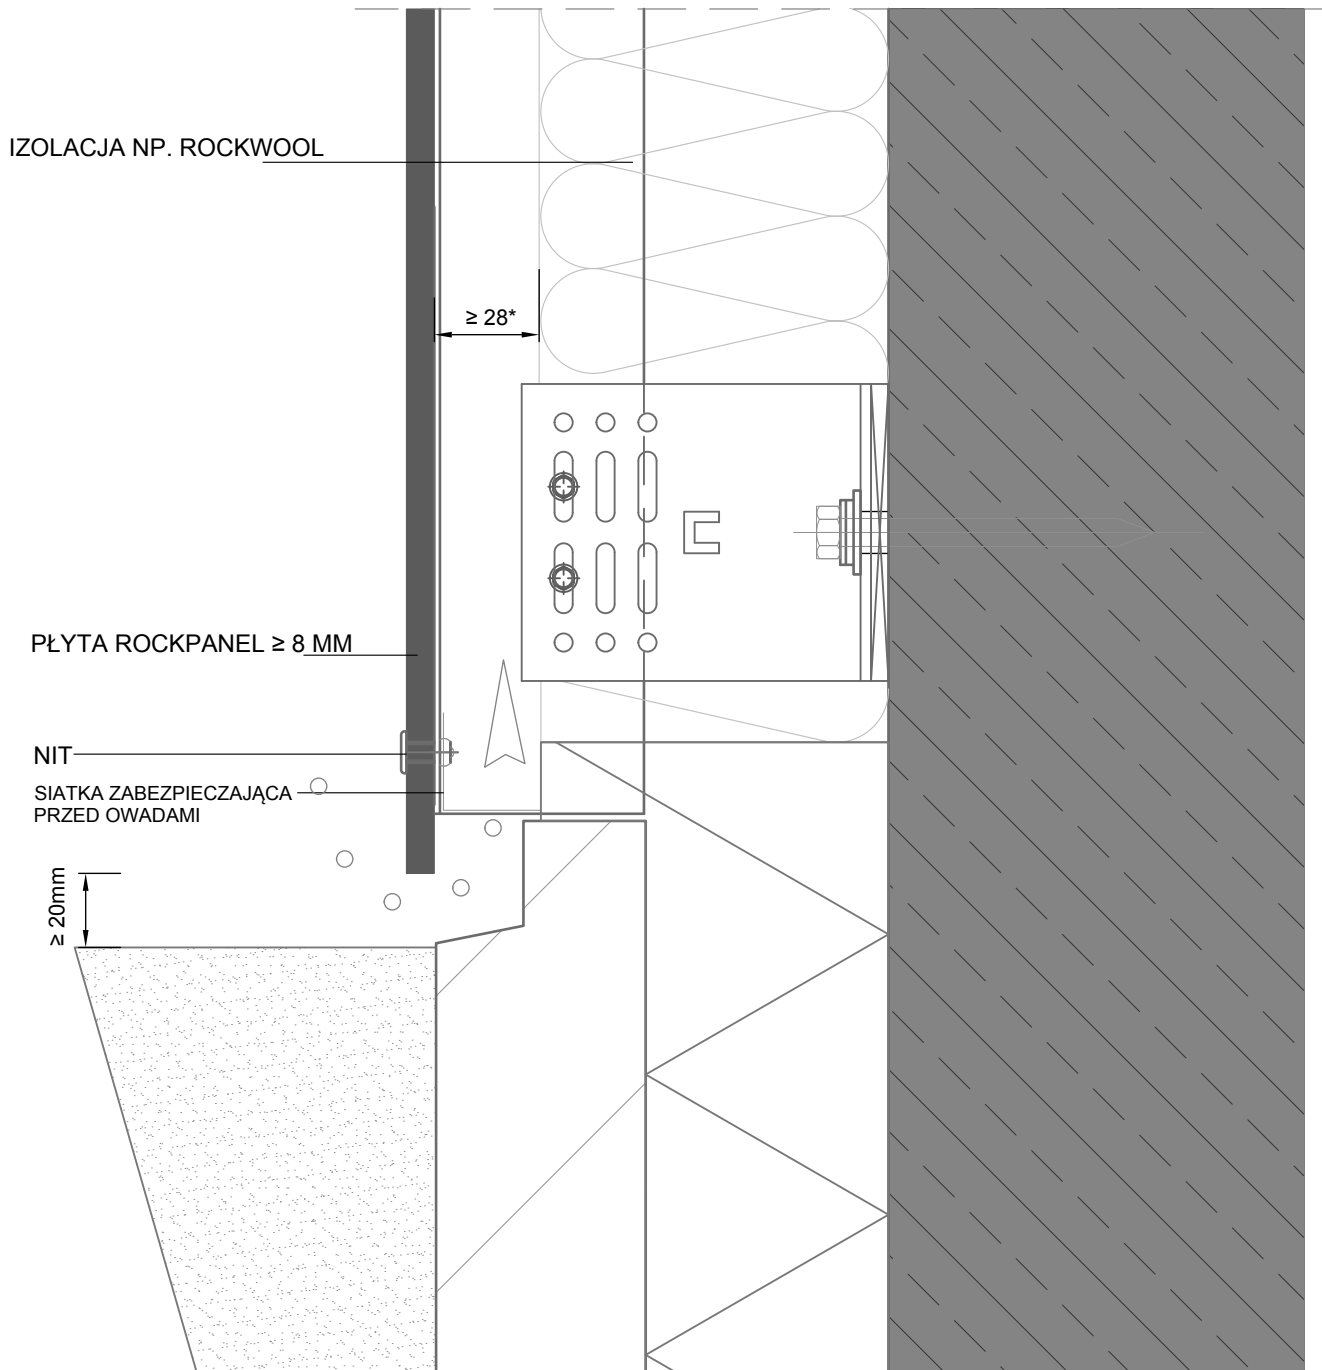 IZOLACJA NP. ROCKWOOL
≥ 28*
PŁYTA ROCKPANEL ≥ 8 MM
NIT
SIATKA ZABEZPIECZAJĄCA
PRZED OWADAMI
≥ 20mm